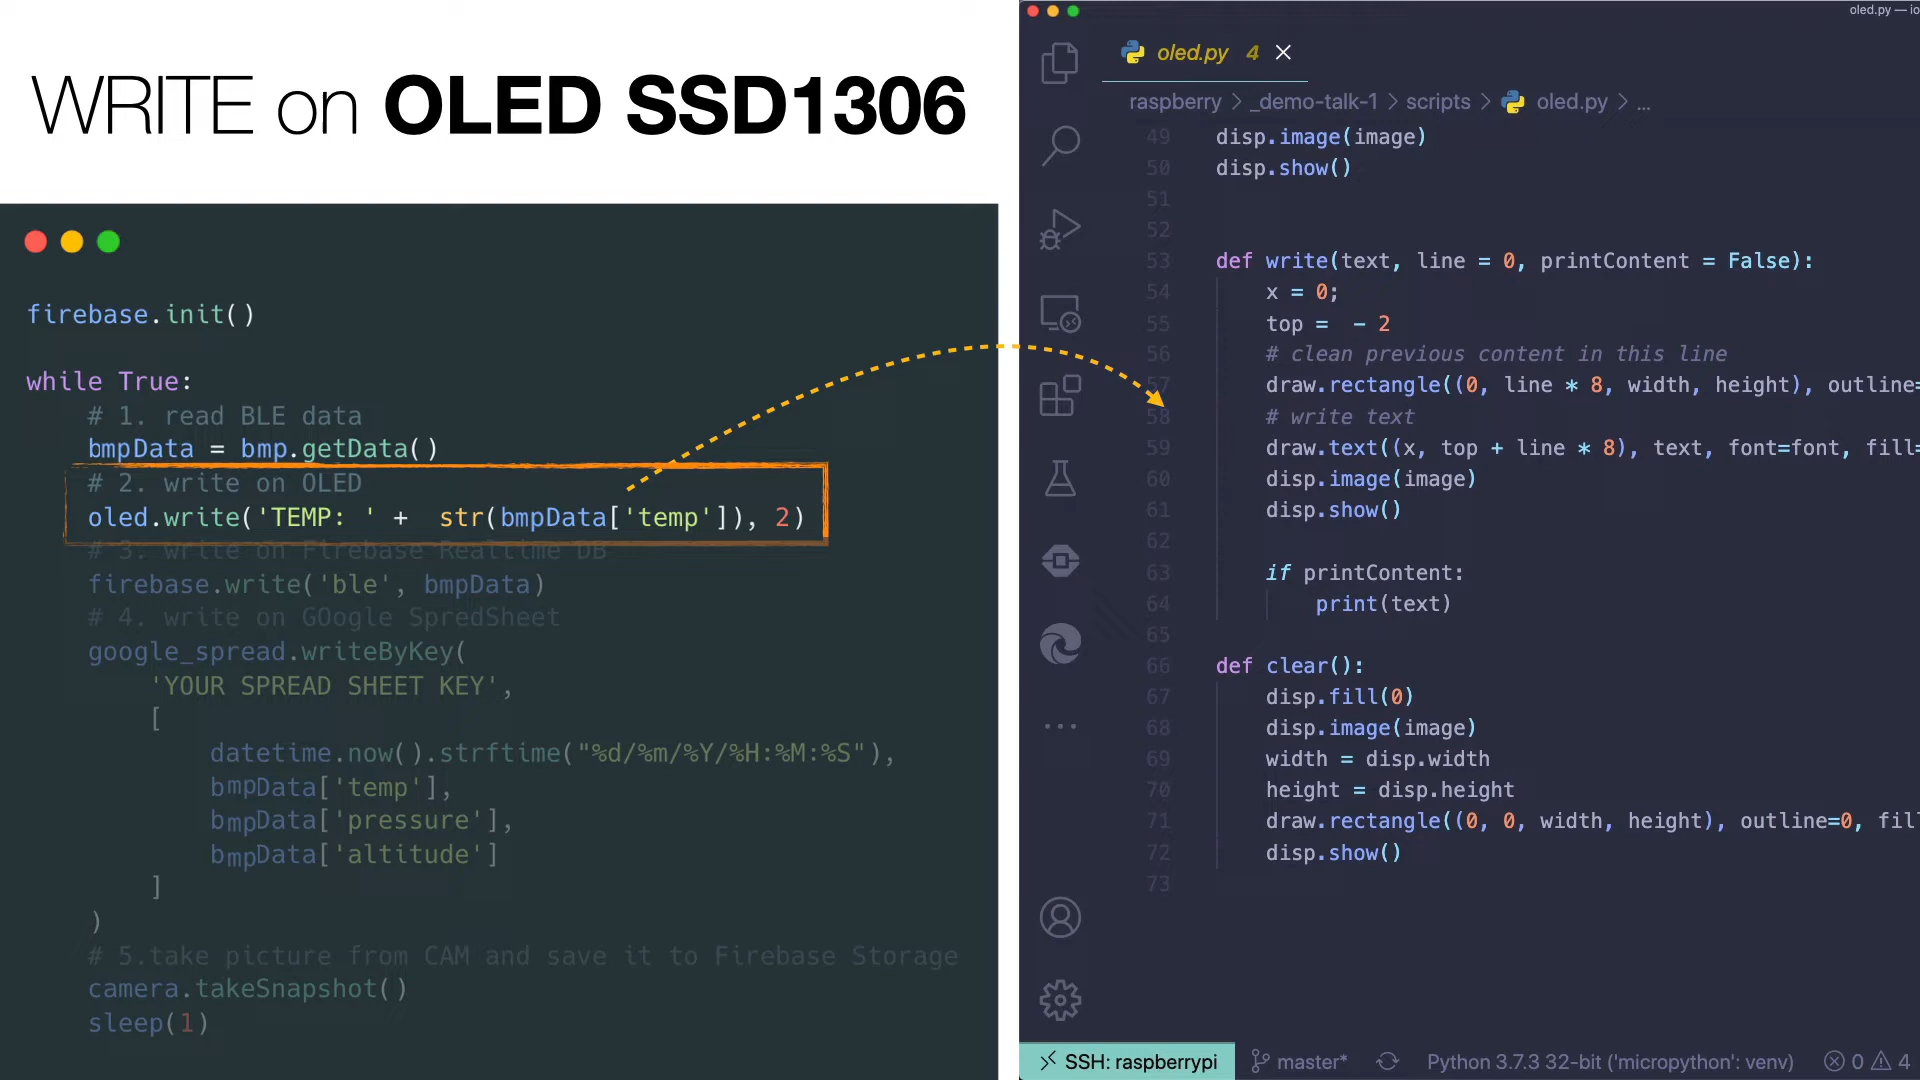 WRITE on OLED SSD1306
firebase.init()
while True:
# 1. read BLE data
bmpData = bmp.getData()
# 2. write on OLED
oled.write('TEMP: ' +  str(bmpData['temp']), 2)
# 3. write on Firebase Realtime DB
firebase.write('ble', bmpData)
# 4. write on GOogle SpredSheet
google_spread.writeByKey(
'YOUR SPREAD SHEET KEY',
[
datetime.now().strftime("%d/%m/%Y/%H:%M:%S"),
bmpData['temp'],
bmpData['pressure'],
bmpData['altitude']
]
)
# 5.take picture from CAM and save it to Firebase Storage
camera.takeSnapshot()
sleep(1)
oled.py — io
oled.py 4
raspberry > _demo-talk-1 > scripts > oled.py > ...
49 disp.image(image)
50 disp.show()
51
52
53 def write(text, line = 0, printContent = False):
54 x = 0;
55 top =  - 2
56 # clean previous content in this line
57 draw.rectangle((0, line * 8, width, height), outline=
58 # write text
59 draw.text((x, top + line * 8), text, font=font, fill=
60 disp.image(image)
61 disp.show()
62
63 if printContent:
64 print(text)
65
66 def clear():
67 disp.fill(0)
68 disp.image(image)
69 width = disp.width
70 height = disp.height
71 draw.rectangle((0, 0, width, height), outline=0, fil
72 disp.show()
73
SSH: raspberrypi master* Python 3.7.3 32-bit ('micropython': venv) 0 4